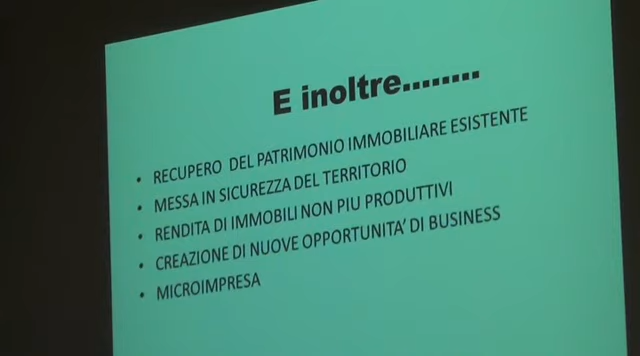 E inoltre........
• RECUPERO DEL PATRIMONIO IMMOBILIARE ESISTENTE
• MESSA IN SICUREZZA DEL TERRITORIO
• RENDITA DI IMMOBILI NON PIU PRODUTTIVI
• CREAZIONE DI NUOVE OPPORTUNITA' DI BUSINESS
• MICROIMPRESA